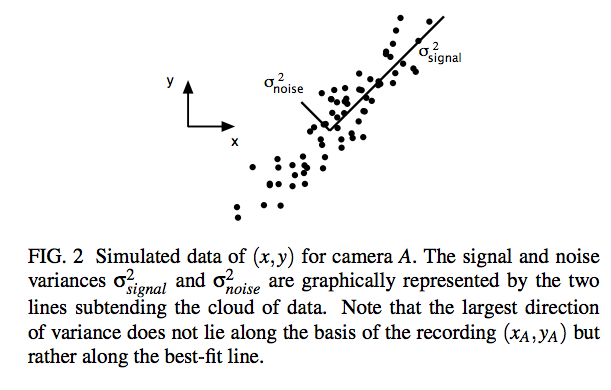 y
σ²signal
σ²noise
x
FIG. 2 Simulated data of (x,y) for camera A. The signal and noise
variances σ²signal and σ²noise are graphically represented by the two
lines subtending the cloud of data. Note that the largest direction
of variance does not lie along the basis of the recording (xA,yA) but
rather along the best-fit line.